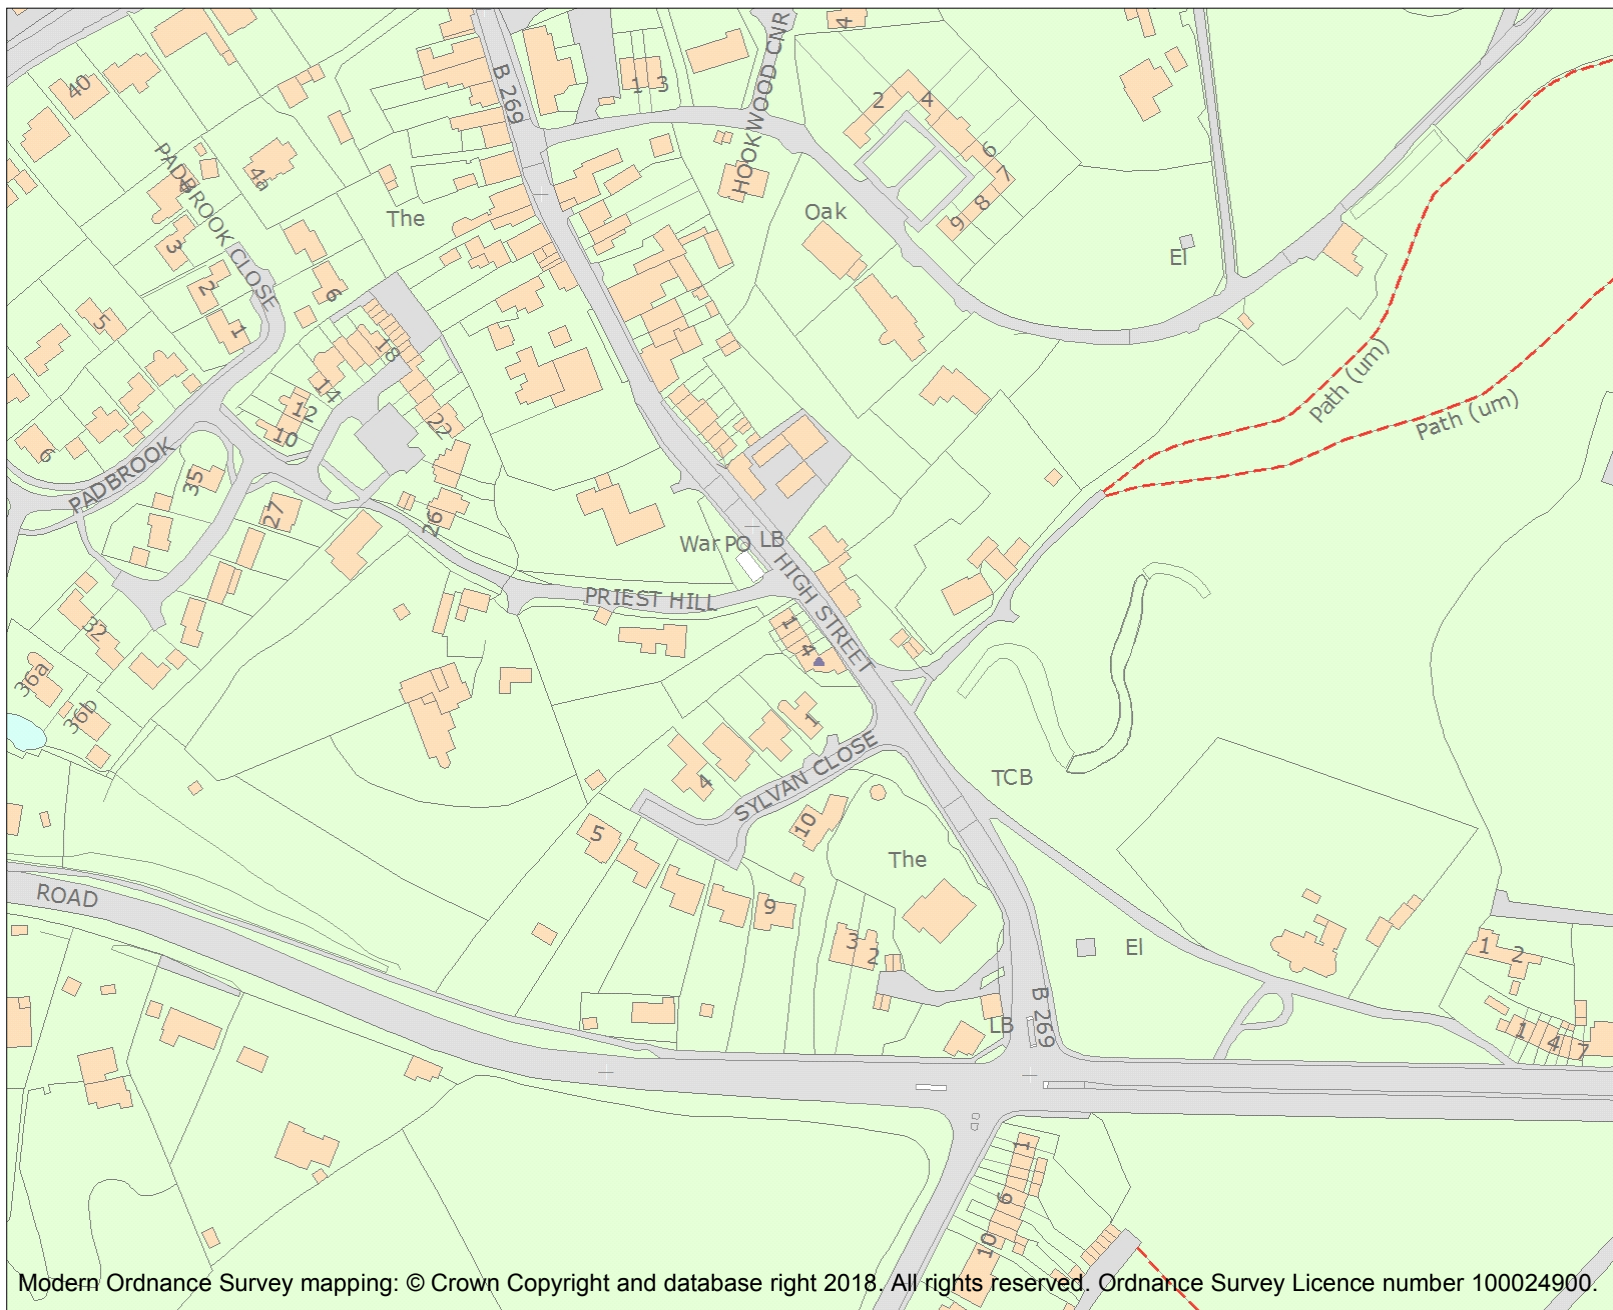 4
B 269
HOOKWOOD CNR
1 3
40
2
4
PADBROOK CLOSE
4a
4
6
7
8
9
3
The
Oak
El
2
6
5
1
18
Path (um)
14
12
10
22
Path (um)
6
PADBROOK
35
27
26
War PO LB
HIGH STREET
PRIEST HILL
1
4
32
36a
36b
1
4
SYLVAN CLOSE
TCB
10
5
The
ROAD
9
3
2
El
1
2
B 269
LB
1
4
7
1
6
10
Modern Ordnance Survey mapping: © Crown Copyright and database right 2018. All rights reserved. Ordnance Survey Licence number 100024900.